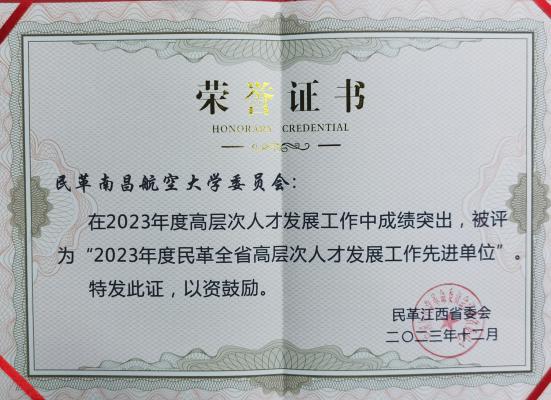 荣誉证书
HONORARY CREDENTIAL
民革南昌航空大学委员会：
在2023年度高层次人才发展工作中成绩突出，被评
为“2023年度民革全省高层次人才发展工作先进单位”。
特发此证，以资鼓励。
民革江西省委会
二〇二三年十二月